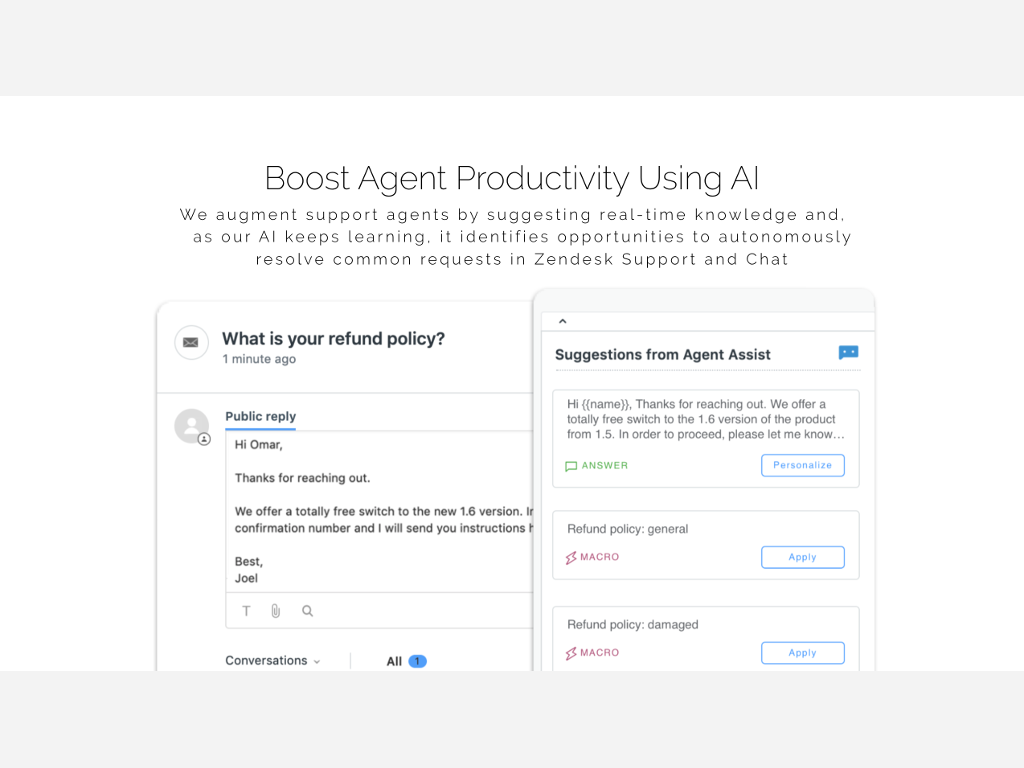 Boost Agent Productivity Using AI
We augment support agents by suggesting real-time knowledge and,
as our AI keeps learning, it identifies opportunities to autonomously
resolve common requests in Zendesk Support and Chat
What is your refund policy?
1 minute ago
Public reply
Hi Omar,
Thanks for reaching out.
We offer a totally free switch to the new 1.6 version.
confirmation number and I will send you instructions
Best,
Joel
T
Conversations
All 1
Suggestions from Agent Assist
Hi {{name}}, Thanks for reaching out. We offer a
totally free switch to the 1.6 version of the product
from 1.5. In order to proceed, please let me know...
ANSWER
Personalize
Refund policy: general
MACRO
Apply
Refund policy: damaged
MACRO
Apply